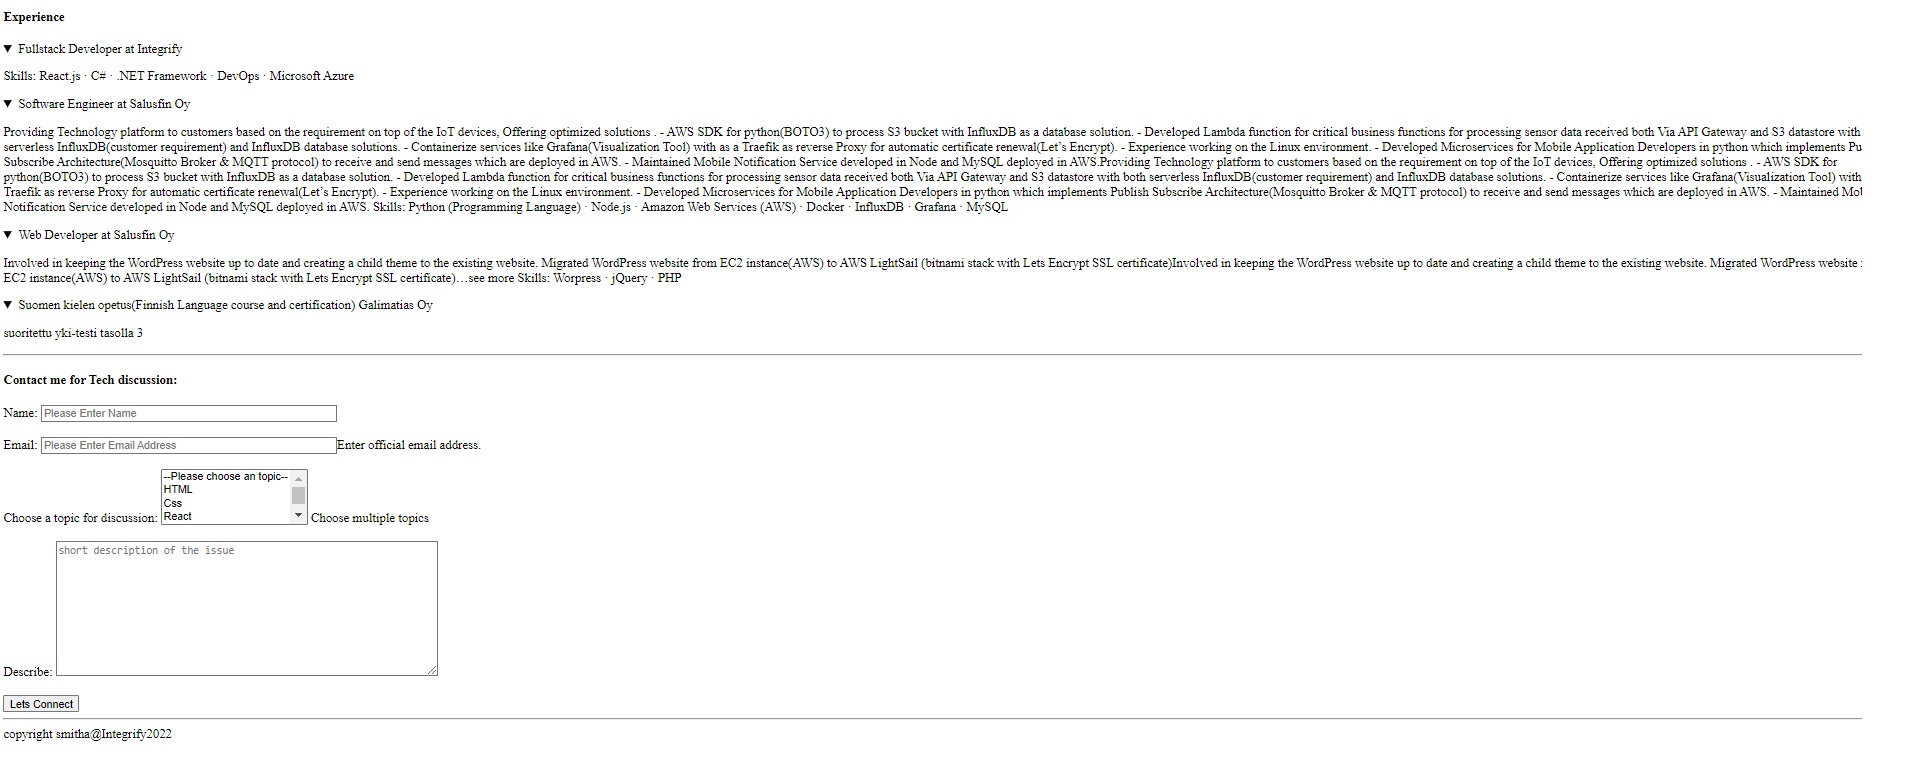 Experience
▼ Fullstack Developer at Integrify
Skills: React.js · C# · .NET Framework · DevOps · Microsoft Azure
▼ Software Engineer at Salusfin Oy
Providing Technology platform to customers based on the requirement on top of the IoT devices, Offering optimized solutions . - AWS SDK for python(BOTO3) to process S3 bucket with InfluxDB as a database solution. - Developed Lambda function for critical business functions for processing sensor data received both Via API Gateway and S3 datastore with
serverless InfluxDB(customer requirement) and InfluxDB database solutions. - Containerize services like Grafana(Visualization Tool) with as a Traefik as reverse Proxy for automatic certificate renewal(Let's Encrypt). - Experience working on the Linux environment. - Developed Microservices for Mobile Application Developers in python which implements Pu
Subscribe Architecture(Mosquitto Broker & MQTT protocol) to receive and send messages which are deployed in AWS. - Maintained Mobile Notification Service developed in Node and MySQL deployed in AWS.Providing Technology platform to customers based on the requirement on top of the IoT devices, Offering optimized solutions . - AWS SDK for
python(BOTO3) to process S3 bucket with InfluxDB as a database solution. - Developed Lambda function for critical business functions for processing sensor data received both Via API Gateway and S3 datastore with both serverless InfluxDB(customer requirement) and InfluxDB database solutions. - Containerize services like Grafana(Visualization Tool) with
Traefik as reverse Proxy for automatic certificate renewal(Let's Encrypt). - Experience working on the Linux environment. - Developed Microservices for Mobile Application Developers in python which implements Publish Subscribe Architecture(Mosquitto Broker & MQTT protocol) to receive and send messages which are deployed in AWS. - Maintained Mol
Notification Service developed in Node and MySQL deployed in AWS. Skills: Python (Programming Language) · Node.js · Amazon Web Services (AWS) · Docker · InfluxDB · Grafana · MySQL
▼ Web Developer at Salusfin Oy
Involved in keeping the WordPress website up to date and creating a child theme to the existing website. Migrated WordPress website from EC2 instance(AWS) to AWS LightSail (bitnami stack with Lets Encrypt SSL certificate)Involved in keeping the WordPress website up to date and creating a child theme to the existing website. Migrated WordPress website
EC2 instance(AWS) to AWS LightSail (bitnami stack with Lets Encrypt SSL certificate)…see more Skills: Worpress · jQuery · PHP
▼ Suomen kielen opetus(Finnish Language course and certification) Galimatias Oy
suoritettu yki-testi tasolla 3
Contact me for Tech discussion:
Name: Please Enter Name
Email: Please Enter Email Address Enter official email address.
--Please choose an topic--
HTML
Css
React
Choose a topic for discussion: Choose multiple topics
short description of the issue
Describe:
Lets Connect
copyright smitha@Integrify2022